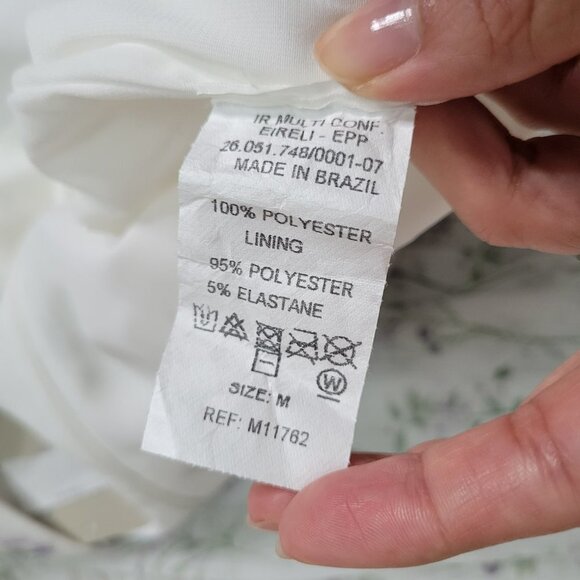 IR MULTI CONF.
EIRELI - EPP
26.051.748/0001-07
MADE IN BRAZIL
100% POLYESTER
LINING
95% POLYESTER
5% ELASTANE
W
SIZE: M
REF: M11762